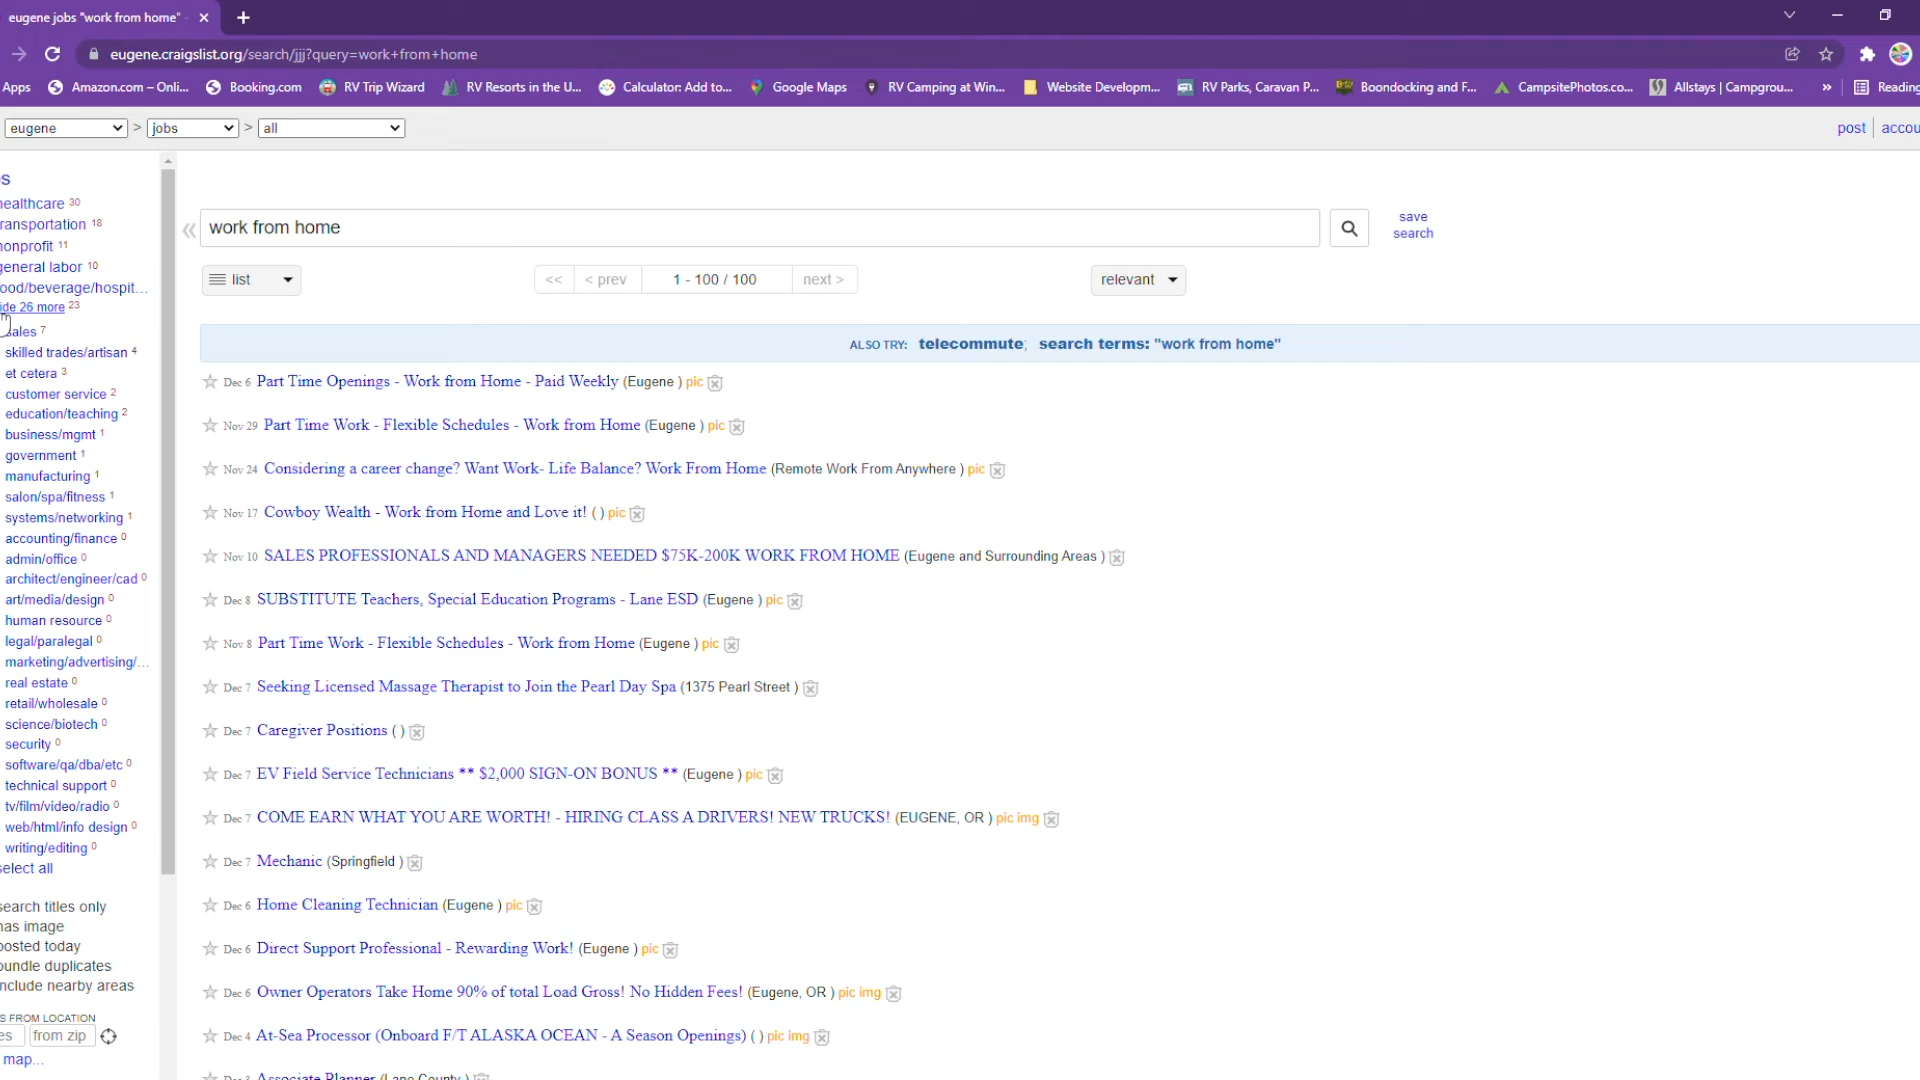 eugene jobs "work from home" -
eugene.craigslist.org/search/jjj?query=work+from+home
Apps Amazon.com – Onli... Booking.com RV Trip Wizard RV Resorts in the U... Calculator: Add to... Google Maps RV Camping at Win... Website Developm... RV Parks, Caravan P... Boondocking and F... CampsitePhotos.co... Allstays | Campgrou... » Reading
eugene > jobs > all post accou
s
ealthcare 30
ransportation 18
onprofit 11
eneral labor 10
ood/beverage/hospit...
ide 26 more 23
sales 7
skilled trades/artisan 4
et cetera 3
customer service 2
education/teaching 2
business/mgmt 1
government 1
manufacturing 1
salon/spa/fitness 1
systems/networking 1
accounting/finance 0
admin/office 0
architect/engineer/cad 0
art/media/design 0
human resource 0
legal/paralegal 0
marketing/advertising/...
real estate 0
retail/wholesale 0
science/biotech 0
security 0
software/qa/dba/etc 0
technical support 0
tv/film/video/radio 0
web/html/info design 0
writing/editing 0
select all
search titles only
has image
posted today
bundle duplicates
include nearby areas
S FROM LOCATION
es from zip
map...
« work from home
save
search
list << < prev 1 - 100 / 100 next > relevant
ALSO TRY: telecommute; search terms: "work from home"
Dec 6 Part Time Openings - Work from Home - Paid Weekly (Eugene ) pic
Nov 29 Part Time Work - Flexible Schedules - Work from Home (Eugene ) pic
Nov 24 Considering a career change? Want Work- Life Balance? Work From Home (Remote Work From Anywhere ) pic
Nov 17 Cowboy Wealth - Work from Home and Love it! ( ) pic
Nov 10 SALES PROFESSIONALS AND MANAGERS NEEDED $75K-200K WORK FROM HOME (Eugene and Surrounding Areas )
Dec 8 SUBSTITUTE Teachers, Special Education Programs - Lane ESD (Eugene ) pic
Nov 8 Part Time Work - Flexible Schedules - Work from Home (Eugene ) pic
Dec 7 Seeking Licensed Massage Therapist to Join the Pearl Day Spa (1375 Pearl Street )
Dec 7 Caregiver Positions ( )
Dec 7 EV Field Service Technicians ** $2,000 SIGN-ON BONUS ** (Eugene ) pic
Dec 7 COME EARN WHAT YOU ARE WORTH! - HIRING CLASS A DRIVERS! NEW TRUCKS! (EUGENE, OR ) pic img
Dec 7 Mechanic (Springfield )
Dec 6 Home Cleaning Technician (Eugene ) pic
Dec 6 Direct Support Professional - Rewarding Work! (Eugene ) pic
Dec 6 Owner Operators Take Home 90% of total Load Gross! No Hidden Fees! (Eugene, OR ) pic img
Dec 4 At-Sea Processor (Onboard F/T ALASKA OCEAN - A Season Openings) ( ) pic img
Dec 3 Associate Planner (Lane County )